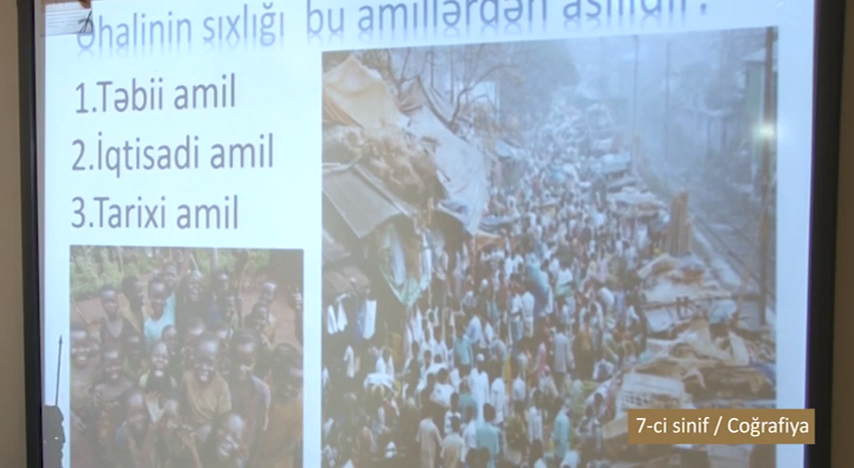 Əhalinin sıxlığı bu amillərdən asılıdır:
1.Təbii amil
2.İqtisadi amil
3.Tarixi amil
7-ci sinif / Coğrafiya